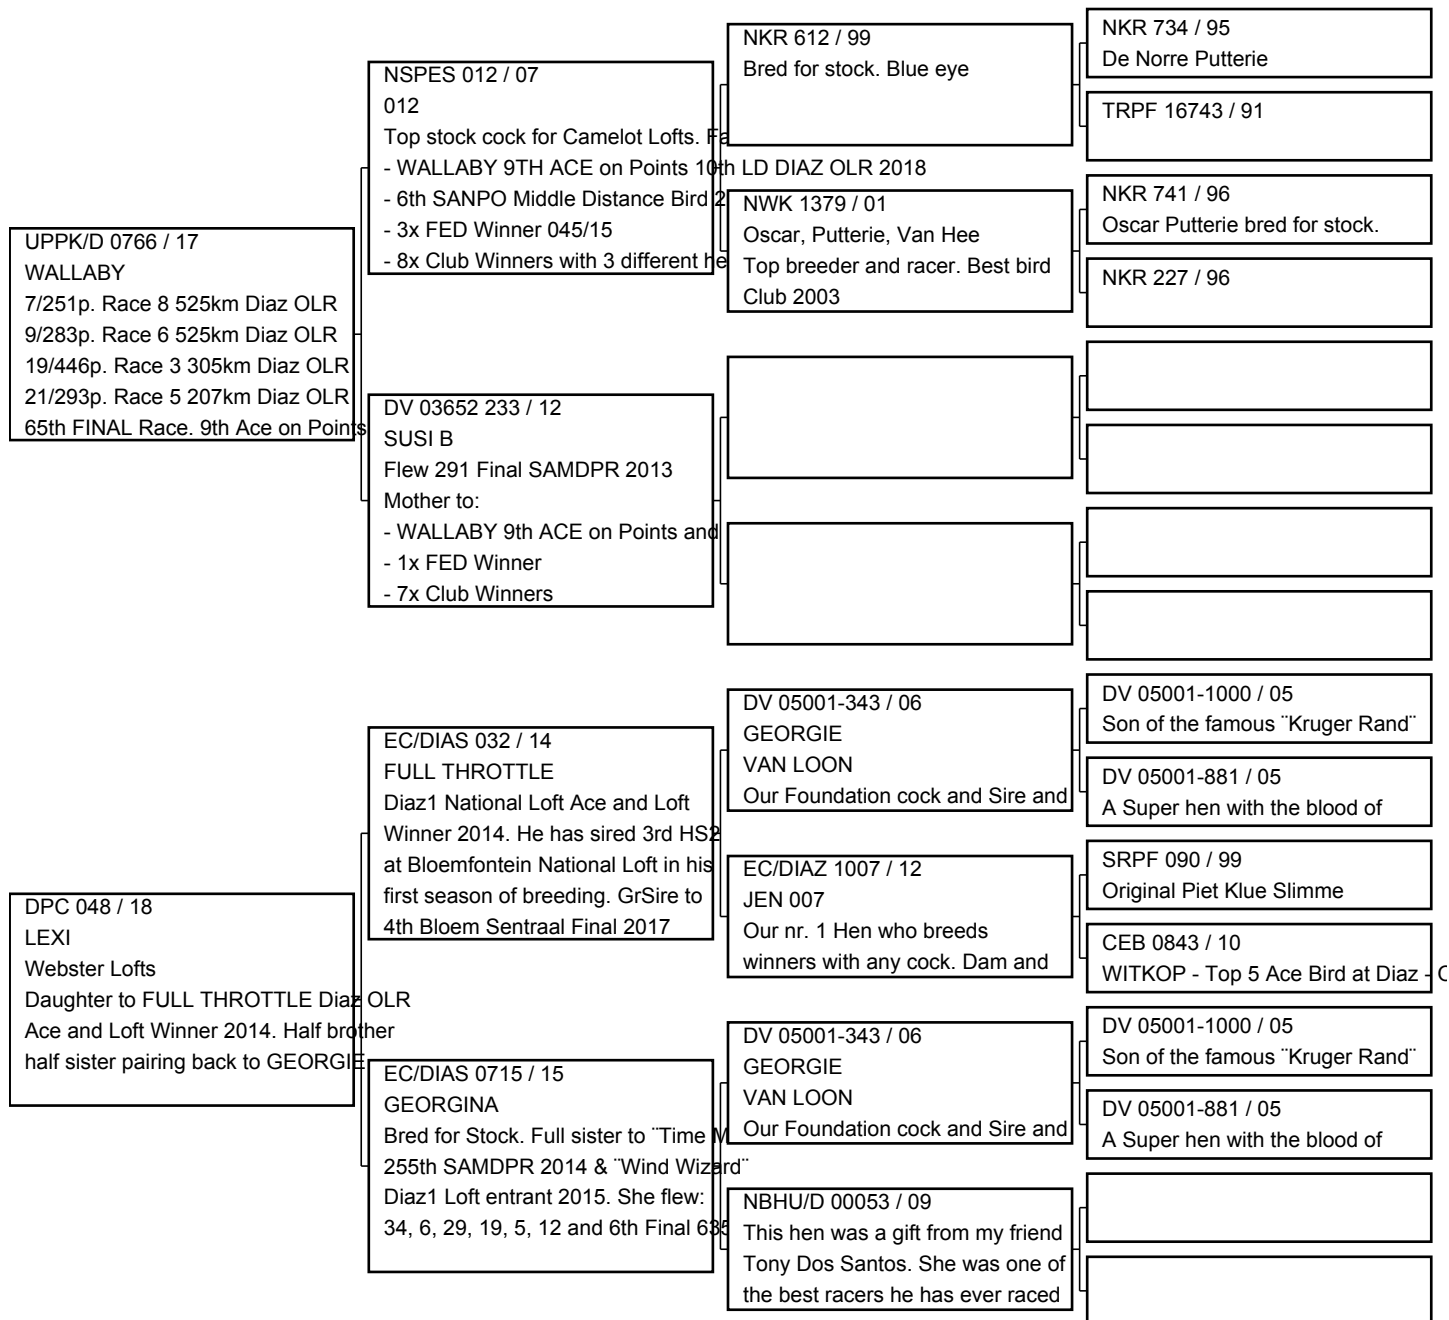 UPPK/D 0766 / 17
WALLABY
7/251p. Race 8 525km Diaz OLR
9/283p. Race 6 525km Diaz OLR
19/446p. Race 3 305km Diaz OLR
21/293p. Race 5 207km Diaz OLR
65th FINAL Race. 9th Ace on Points
DPC 048 / 18
LEXI
Webster Lofts
Daughter to FULL THROTTLE Diaz OLR
Ace and Loft Winner 2014. Half brother
half sister pairing back to GEORGIE
NSPES 012 / 07
012
Top stock cock for Camelot Lofts. Fa
- WALLABY 9TH ACE on Points 10th LD DIAZ OLR 2018
- 6th SANPO Middle Distance Bird 2
- 3x FED Winner 045/15
- 8x Club Winners with 3 different he
DV 03652 233 / 12
SUSI B
Flew 291 Final SAMDPR 2013
Mother to:
- WALLABY 9th ACE on Points and
- 1x FED Winner
- 7x Club Winners
EC/DIAS 032 / 14
FULL THROTTLE
Diaz1 National Loft Ace and Loft
Winner 2014. He has sired 3rd HS2
at Bloemfontein National Loft in his
first season of breeding. GrSire to
4th Bloem Sentraal Final 2017
EC/DIAS 0715 / 15
GEORGINA
Bred for Stock. Full sister to ¨Time M
255th SAMDPR 2014 & ¨Wind Wizard¨
Diaz1 Loft entrant 2015. She flew:
34, 6, 29, 19, 5, 12 and 6th Final 635
NKR 612 / 99
Bred for stock. Blue eye
NWK 1379 / 01
Oscar, Putterie, Van Hee
Top breeder and racer. Best bird
Club 2003
DV 05001-343 / 06
GEORGIE
VAN LOON
Our Foundation cock and Sire and
EC/DIAZ 1007 / 12
JEN 007
Our nr. 1 Hen who breeds
winners with any cock. Dam and
DV 05001-343 / 06
GEORGIE
VAN LOON
Our Foundation cock and Sire and
NBHU/D 00053 / 09
This hen was a gift from my friend
Tony Dos Santos. She was one of
the best racers he has ever raced
NKR 734 / 95
De Norre Putterie
TRPF 16743 / 91
NKR 741 / 96
Oscar Putterie bred for stock.
NKR 227 / 96
DV 05001-1000 / 05
Son of the famous ¨Kruger Rand¨
DV 05001-881 / 05
A Super hen with the blood of
SRPF 090 / 99
Original Piet Klue Slimme
CEB 0843 / 10
WITKOP - Top 5 Ace Bird at Diaz -
DV 05001-1000 / 05
Son of the famous ¨Kruger Rand¨
DV 05001-881 / 05
A Super hen with the blood of